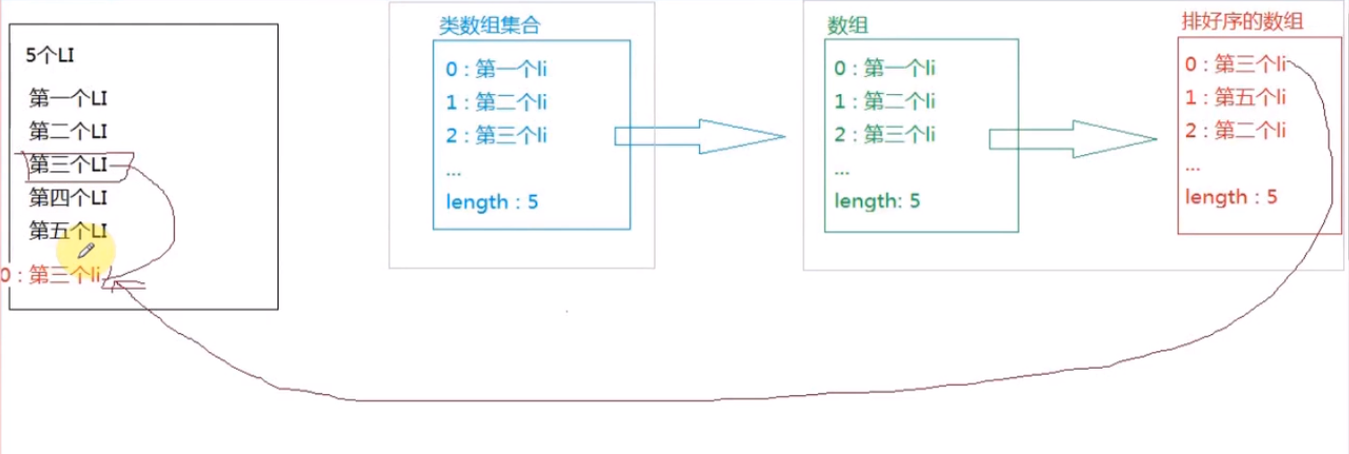 5个LI
第一个LI
第二个LI
第三个LI
第四个LI
第五个LI
0 : 第三个li
类数组集合
0 : 第一个li
1 : 第二个li
2 : 第三个li
...
length : 5
数组
0 : 第一个li
1 : 第二个li
2 : 第三个li
...
length: 5
排好序的数组
0 : 第三个li
1 : 第五个li
2 : 第二个li
...
length : 5